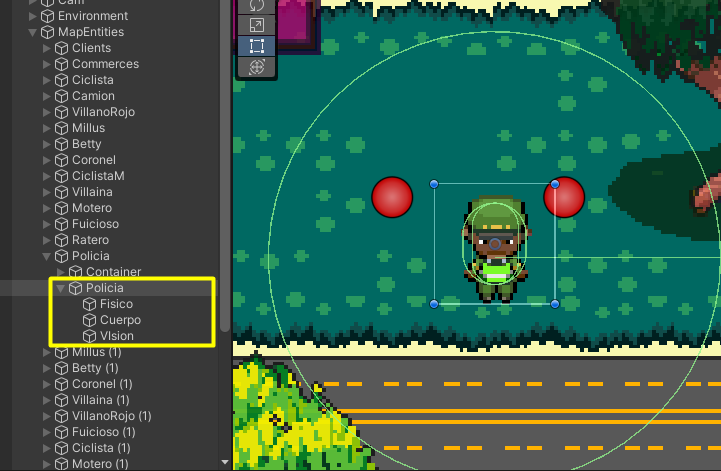 Cam
Environment
MapEntities
Clients
Commerces
Ciclista
Camion
VillanoRojo
Millus
Betty
Coronel
CiclistaM
Villaina
Motero
Fuicioso
Ratero
Policia
Container
Policia
Fisico
Cuerpo
VIsion
Millus (1)
Betty (1)
Coronel (1)
Villaina (1)
VillanoRojo (1)
Fuicioso (1)
Ciclista (1)
Motero (1)